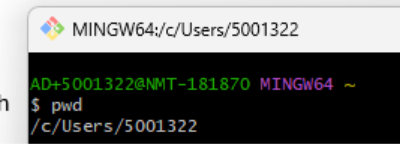 MINGW64:/c/Users/5001322
AD+5001322@NMT-181870 MINGW64 ~
h
$ pwd
/c/Users/5001322